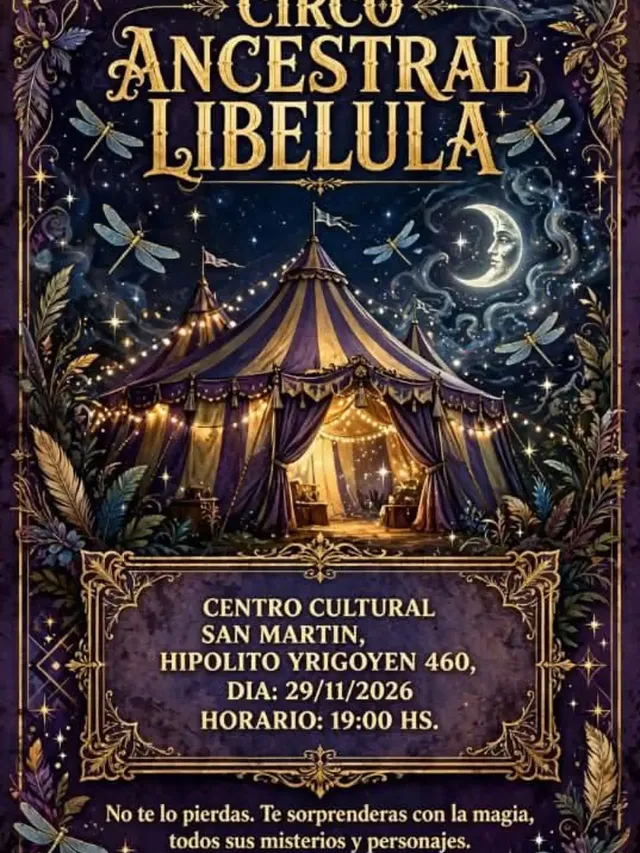 CIRCO
ANCESTRAL
LIBELULA
CENTRO CULTURAL
SAN MARTIN,
HIPOLITO YRIGOYEN 460,
DIA: 29/11/2026
HORARIO: 19:00 HS.
No te lo pierdas. Te sorprenderas con la magia,
todos sus misterios y personajes.